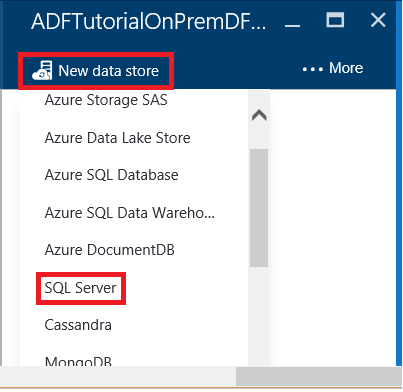 ADFTutorialOnPremDF...
New data store
... More
Azure Storage SAS
Azure Data Lake Store
Azure SQL Database
Azure SQL Data Wareho...
Azure DocumentDB
SQL Server
Cassandra
MongoDB